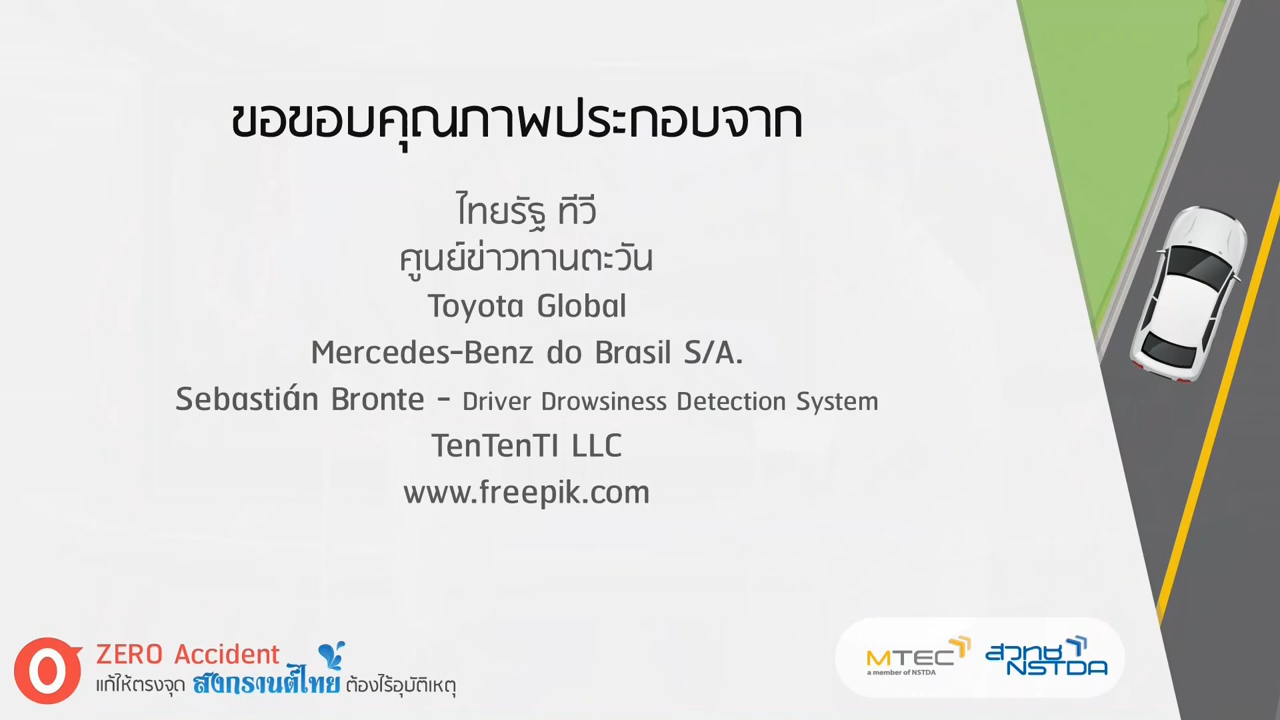 ขอขอบคุณภาพประกอบจาก
ไทยรัฐ ทีวี
ศูนย์ข่าวทานตะวัน
Toyota Global
Mercedes-Benz do Brasil S/A.
Sebastián Bronte - Driver Drowsiness Detection System
TenTenTI LLC
www.freepik.com
ZERO Accident
แก้ให้ตรงจุด สงกรานต์ไทย ต้องไร้อุบัติเหตุ
MTEC
a member of NSTDA
สวทช
NSTDA